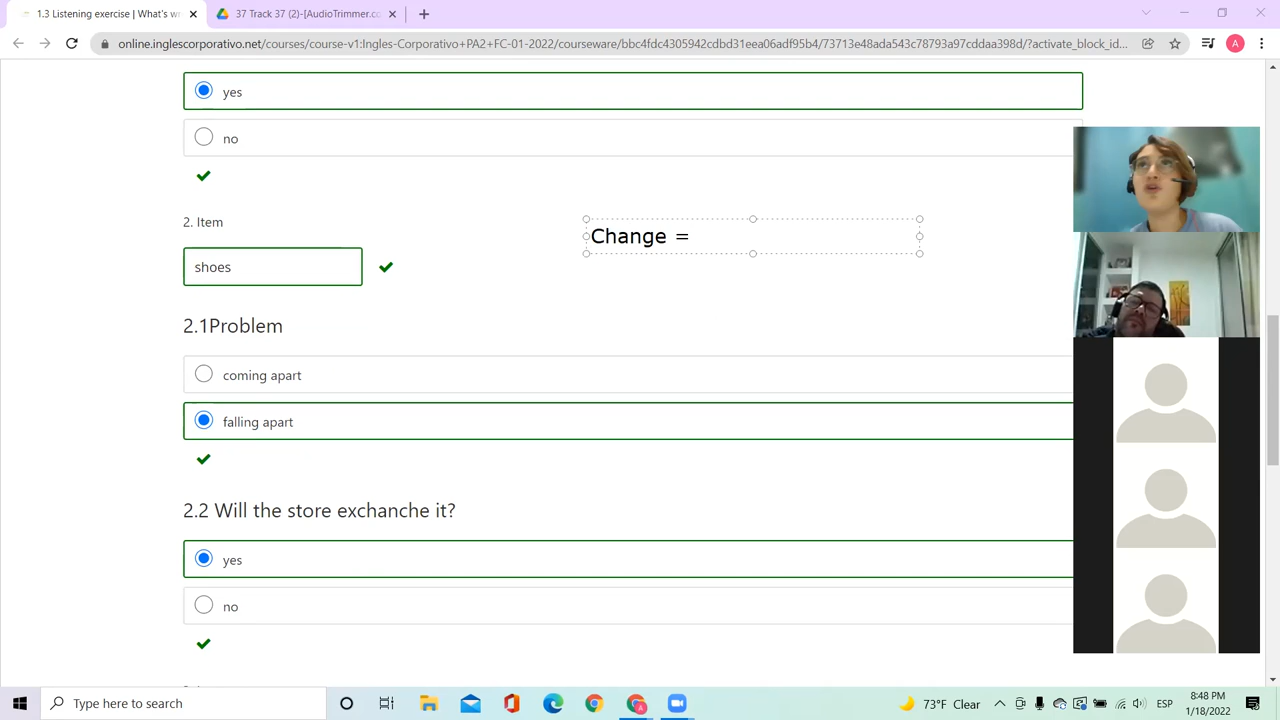 1.3 Listening exercise | What's wr
37 Track 37 (2)-[AudioTrimmer.co
online.inglescorporativo.net/courses/course-v1:Ingles-Corporativo+PA2+FC-01-2022/courseware/bbc4fdc4305942cdbd31eea06adf95b4/73713e48ada543c78793a97cddaa398d/?activate_block_id...
A
yes
no
2. Item
Change =
shoes
2.1Problem
coming apart
falling apart
2.2 Will the store exchanche it?
yes
no
Type here to search
73°F Clear
ESP
8:48 PM
1/18/2022